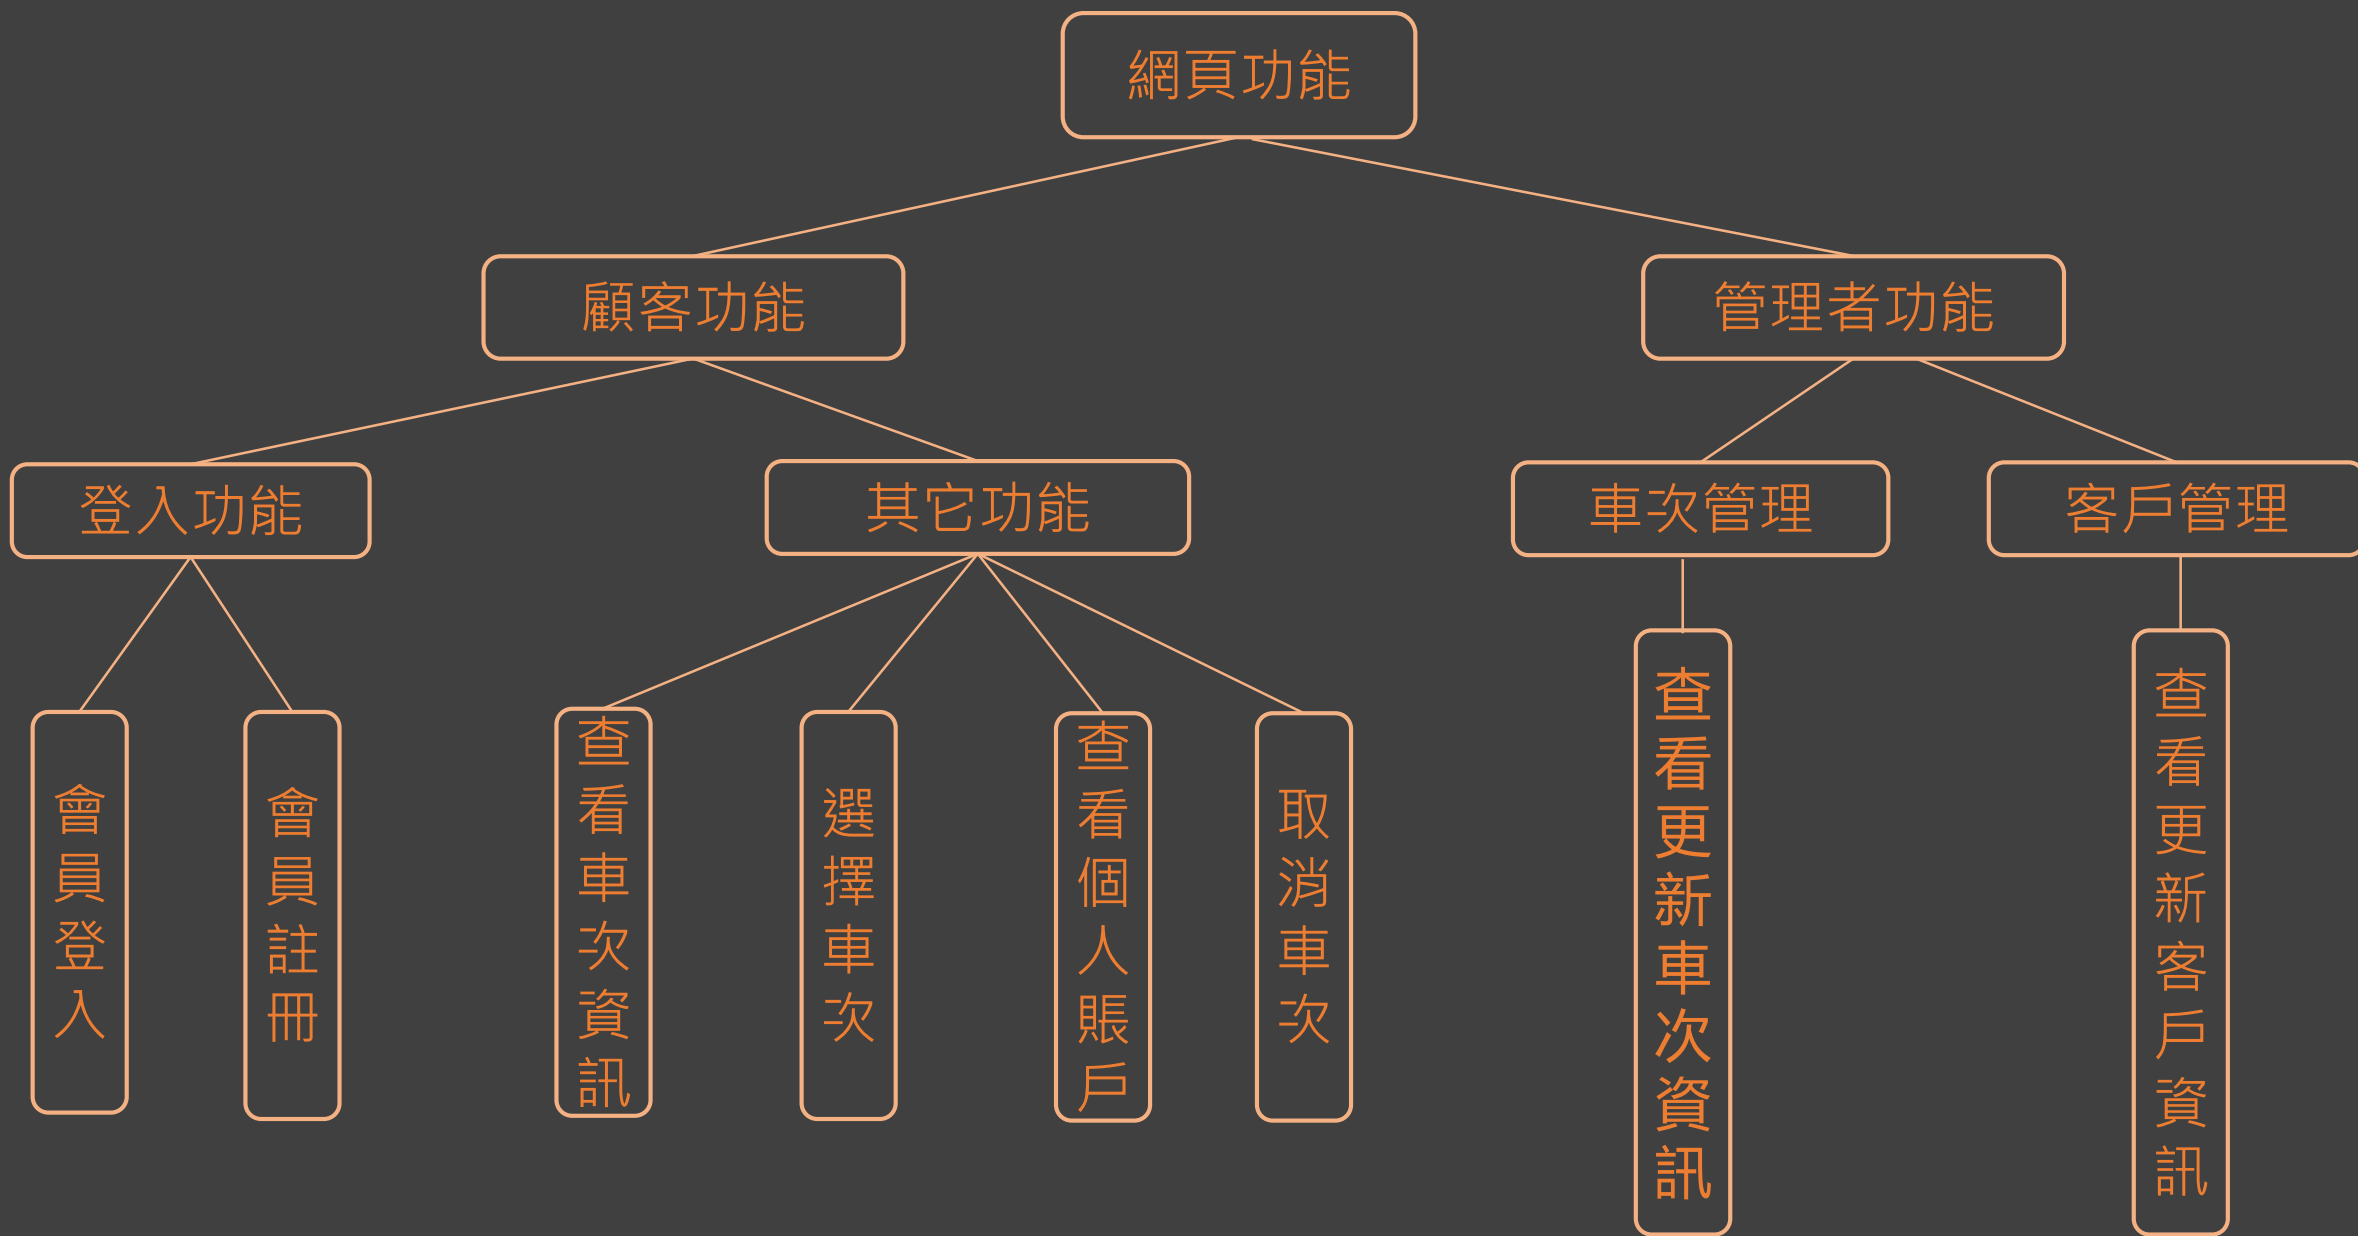 網頁功能
顧客功能
管理者功能
登入功能
其它功能
車次管理
客戶管理
會員登入
會員註冊
查看車次資訊
選擇車次
查看個人賬戶
取消車次
查看更新車次資訊
查看更新客戶資訊